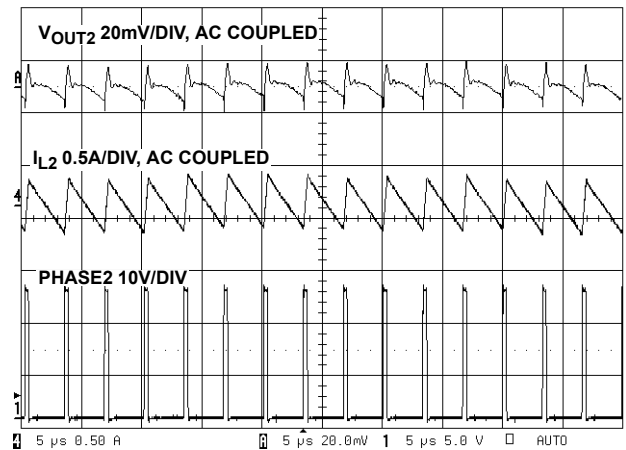 VOUT2 20mV/DIV, AC COUPLED
A
IL2 0.5A/DIV, AC COUPLED
4
PHASE2 10V/DIV
1
4 5 µs 0.50 A A 5 µs 20.0mV 1 5 µs 5.0 V AUTO